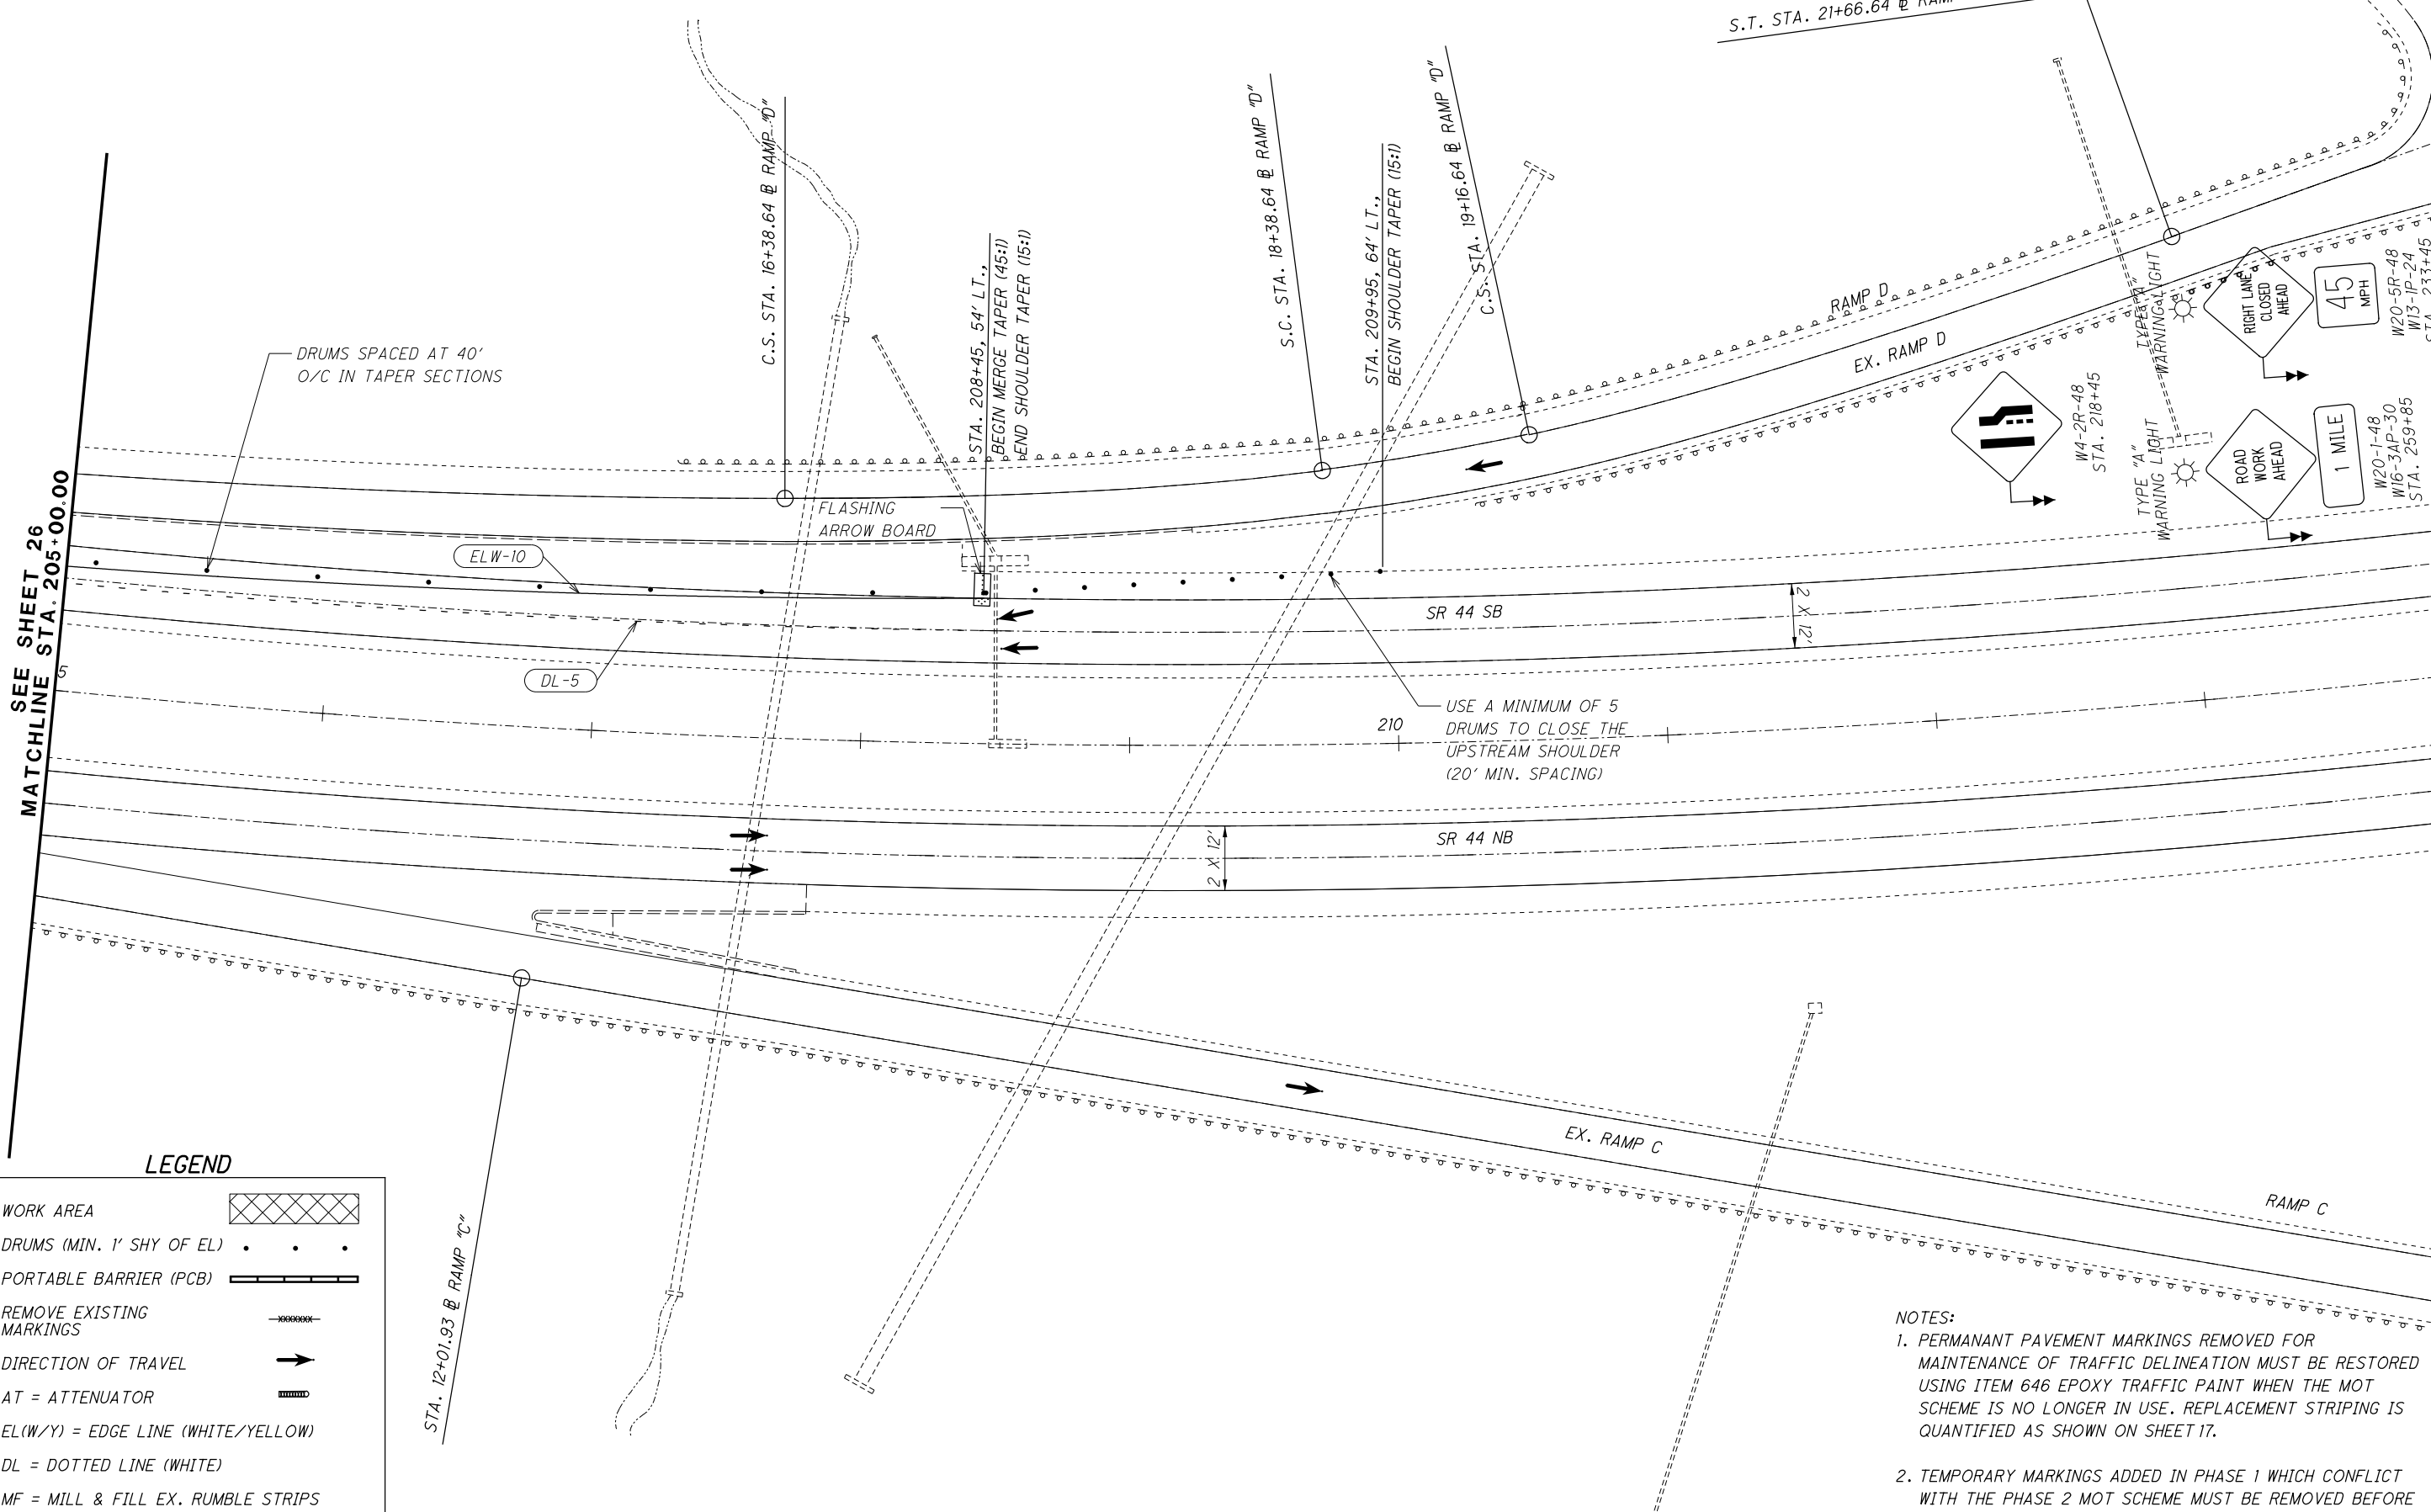 S.T. STA. 21+66.64 ℄ RAMP
C.S. STA. 16+38.64 ℄ RAMP "D"
S.C. STA. 18+38.64 ℄ RAMP "D"
C.S. STA. 19+16.64 ℄ RAMP "D"
STA. 208+45, 54' LT.,
BEGIN MERGE TAPER (45:1)
END SHOULDER TAPER (15:1)
STA. 209+95, 64' LT.,
BEGIN SHOULDER TAPER (15:1)
DRUMS SPACED AT 40'
O/C IN TAPER SECTIONS
RAMP D
EX. RAMP D
TYPE "A"
WARNING LIGHT
RIGHT LANE
CLOSED
AHEAD
45
MPH
W20-5R-48
W13-1P-24
STA. 233+45
W4-2R-48
STA. 218+45
TYPE "A"
WARNING LIGHT
ROAD
WORK
AHEAD
1 MILE
W20-1-48
W16-3AP-30
STA. 259+85
FLASHING
ARROW BOARD
ELW-10
SEE SHEET 26
MATCHLINE STA. 205+00.00
5
DL-5
SR 44 SB
2 X 12'
210
USE A MINIMUM OF 5
DRUMS TO CLOSE THE
UPSTREAM SHOULDER
(20' MIN. SPACING)
SR 44 NB
2 X 12'
EX. RAMP C
RAMP C
STA. 12+01.93 ℄ RAMP "C"
LEGEND
WORK AREA
DRUMS (MIN. 1' SHY OF EL)
PORTABLE BARRIER (PCB)
REMOVE EXISTING
MARKINGS
DIRECTION OF TRAVEL
AT = ATTENUATOR
EL(W/Y) = EDGE LINE (WHITE/YELLOW)
DL = DOTTED LINE (WHITE)
MF = MILL & FILL EX. RUMBLE STRIPS
NOTES:
1. PERMANANT PAVEMENT MARKINGS REMOVED FOR
MAINTENANCE OF TRAFFIC DELINEATION MUST BE RESTORED
USING ITEM 646 EPOXY TRAFFIC PAINT WHEN THE MOT
SCHEME IS NO LONGER IN USE. REPLACEMENT STRIPING IS
QUANTIFIED AS SHOWN ON SHEET 17.
2. TEMPORARY MARKINGS ADDED IN PHASE 1 WHICH CONFLICT
WITH THE PHASE 2 MOT SCHEME MUST BE REMOVED BEFORE